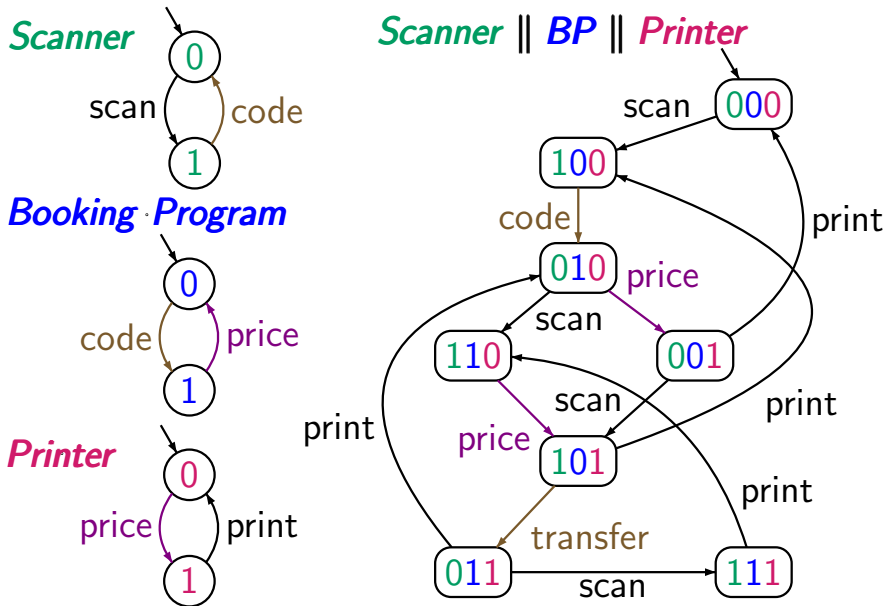 Scanner
0
scan
code
1
Booking Program
0
code
price
1
Printer
0
price
print
1
Scanner || BP || Printer
000
scan
100
code
print
010
price
scan
110
001
scan
print
print
price
101
print
transfer
011
scan
111